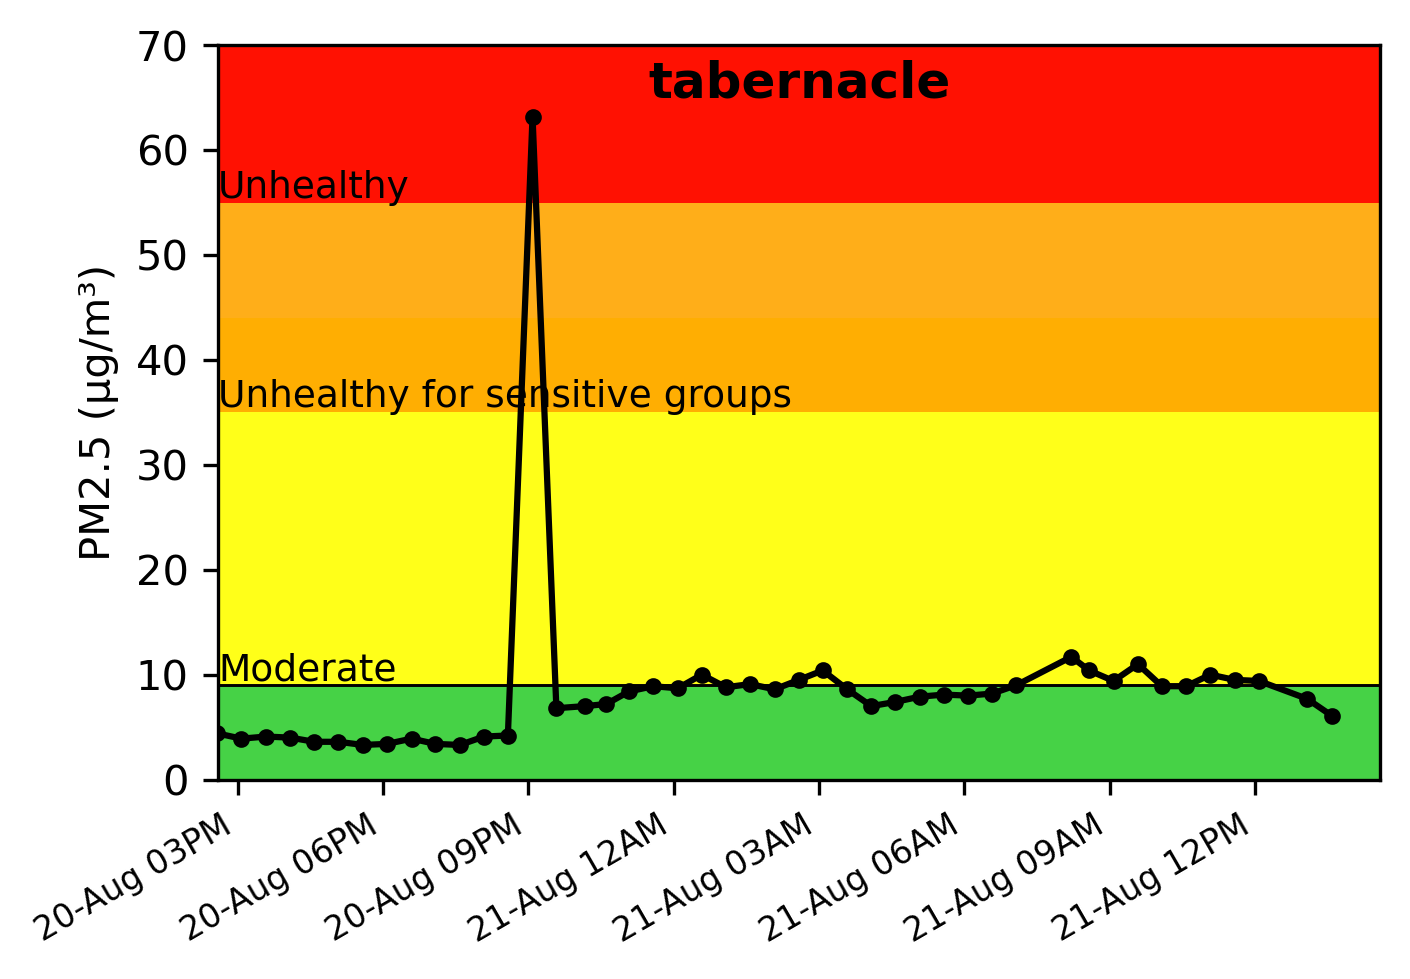 tabernacle
PM2.5 (µg/m³)
70
60
50
40
30
20
10
0
Unhealthy
Unhealthy for sensitive groups
Moderate
20-Aug 03PM
20-Aug 06PM
20-Aug 09PM
21-Aug 12AM
21-Aug 03AM
21-Aug 06AM
21-Aug 09AM
21-Aug 12PM